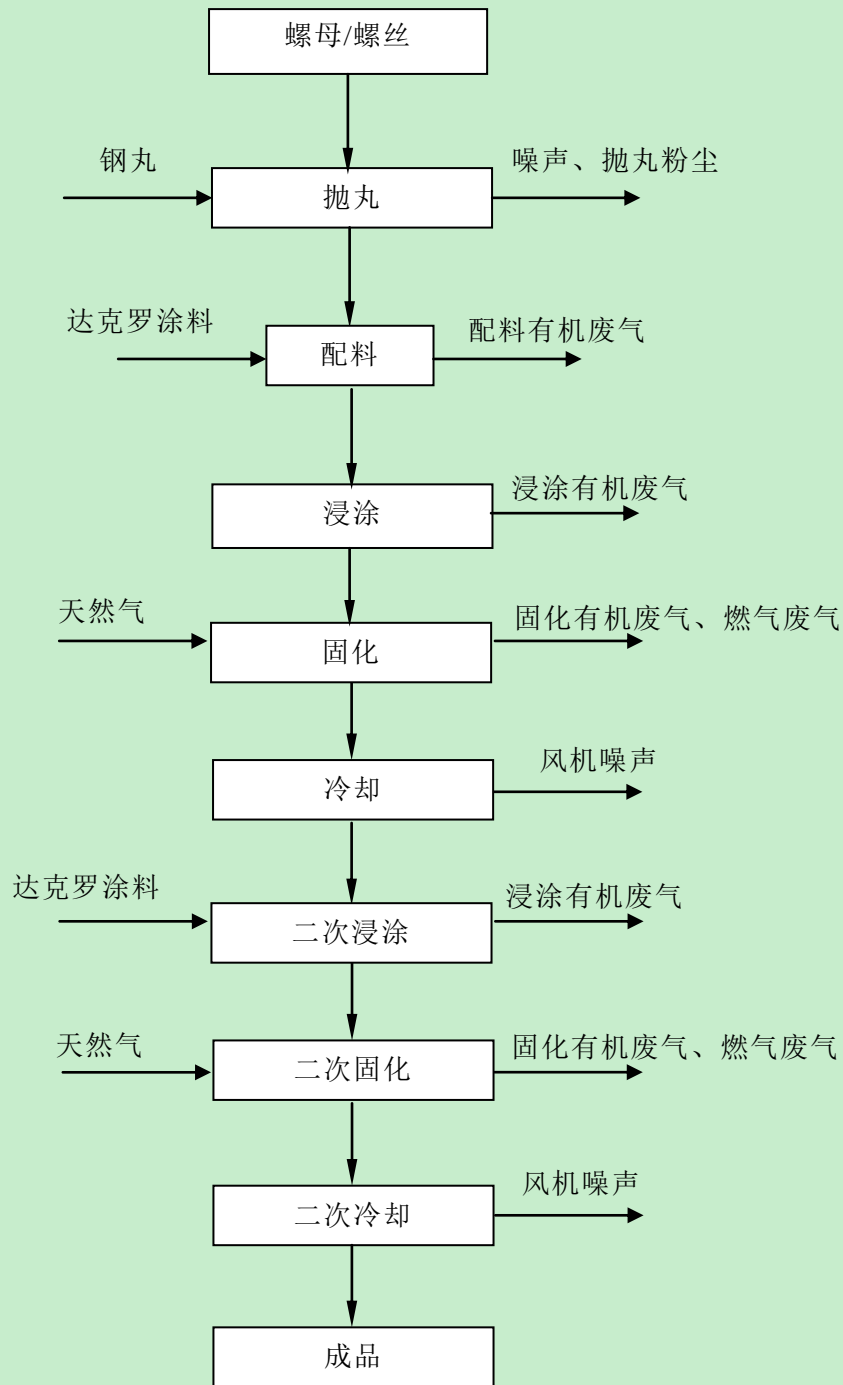 螺母/螺丝
钢丸
噪声、抛丸粉尘
抛丸
达克罗涂料
配料有机废气
配料
浸涂有机废气
浸涂
天然气
固化有机废气、燃气废气
固化
风机噪声
冷却
达克罗涂料
浸涂有机废气
二次浸涂
天然气
固化有机废气、燃气废气
二次固化
风机噪声
二次冷却
成品